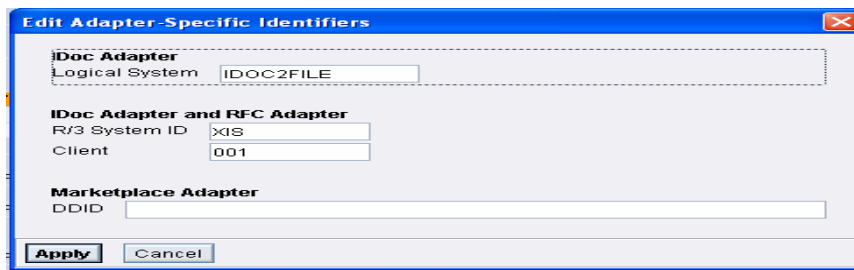 Edit Adapter-Specific Identifiers
IDoc Adapter
Logical System IDOC2FILE
IDoc Adapter and RFC Adapter
R/3 System ID XIS
Client 001
Marketplace Adapter
DDID
Apply Cancel